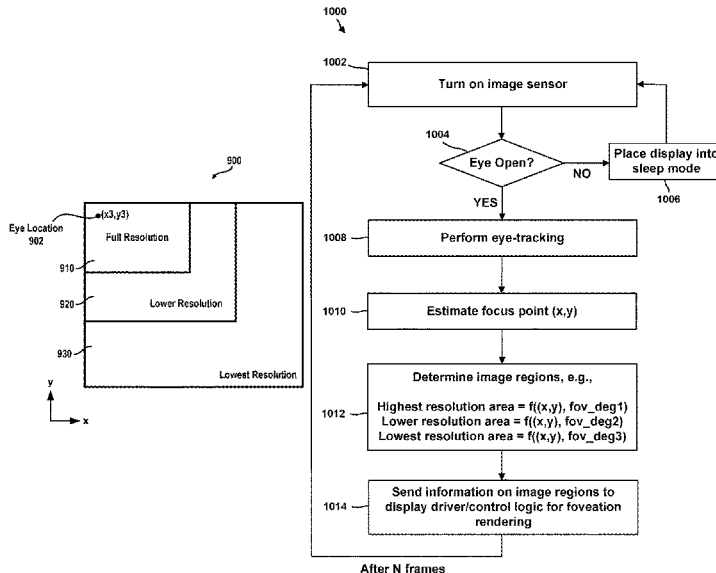 1000
1002
Turn on image sensor
1004
Eye Open?
NO
Place display into
sleep mode
1006
YES
1008
Perform eye-tracking
1010
Estimate focus point (x,y)
1012
Determine image regions, e.g.,
Highest resolution area = f((x,y), fov_deg1)
Lower resolution area = f((x,y), fov_deg2)
Lowest resolution area = f((x,y), fov_deg3)
1014
Send information on image regions to
display driver/control logic for foveation
rendering
After N frames
900
Eye Location
902
(x3,y3)
Full Resolution
910
920
Lower Resolution
930
Lowest Resolution
y
x